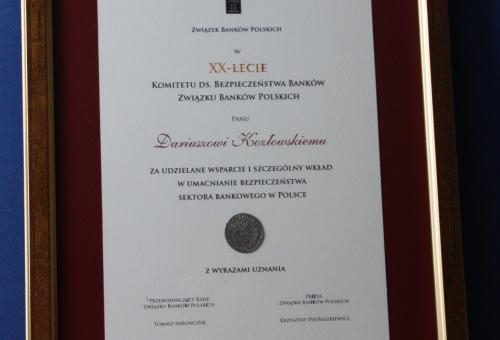 Związek Banków Polskich
w
XX-lecie
Komitetu ds. Bezpieczeństwa Banków
Związku Banków Polskich
Panu
Dariuszowi Kozłowskiemu
za udzielane wsparcie i szczególny wkład
w umacnianie bezpieczeństwa
sektora bankowego w Polsce
z wyrazami uznania
Przewodniczący Rady
Związku Banków Polskich
Prezes
Związku Banków Polskich
Tomasz Mirończuk
Krzysztof Pietraszkiewicz